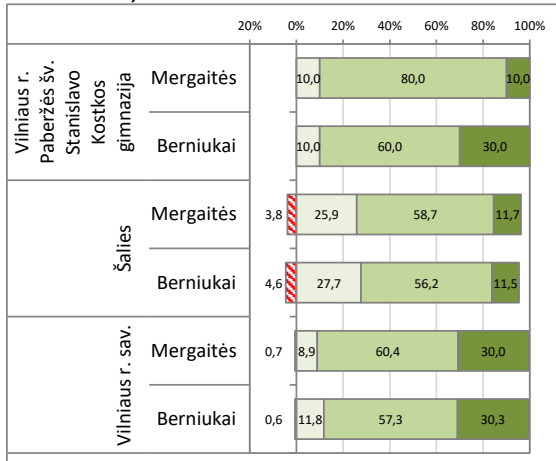 20% 0% 20% 40% 60% 80% 100%
Vilniaus r.
Paberžės šv.
Stanislavo
Kostkos
gimnazija
Mergaitės
10,0 80,0 10,0
Berniukai
10,0 60,0 30,0
Šalies
Mergaitės
3,8 25,9 58,7 11,7
Berniukai
4,6 27,7 56,2 11,5
Vilniaus r. sav.
Mergaitės
0,7 8,9 60,4 30,0
Berniukai
0,6 11,8 57,3 30,3